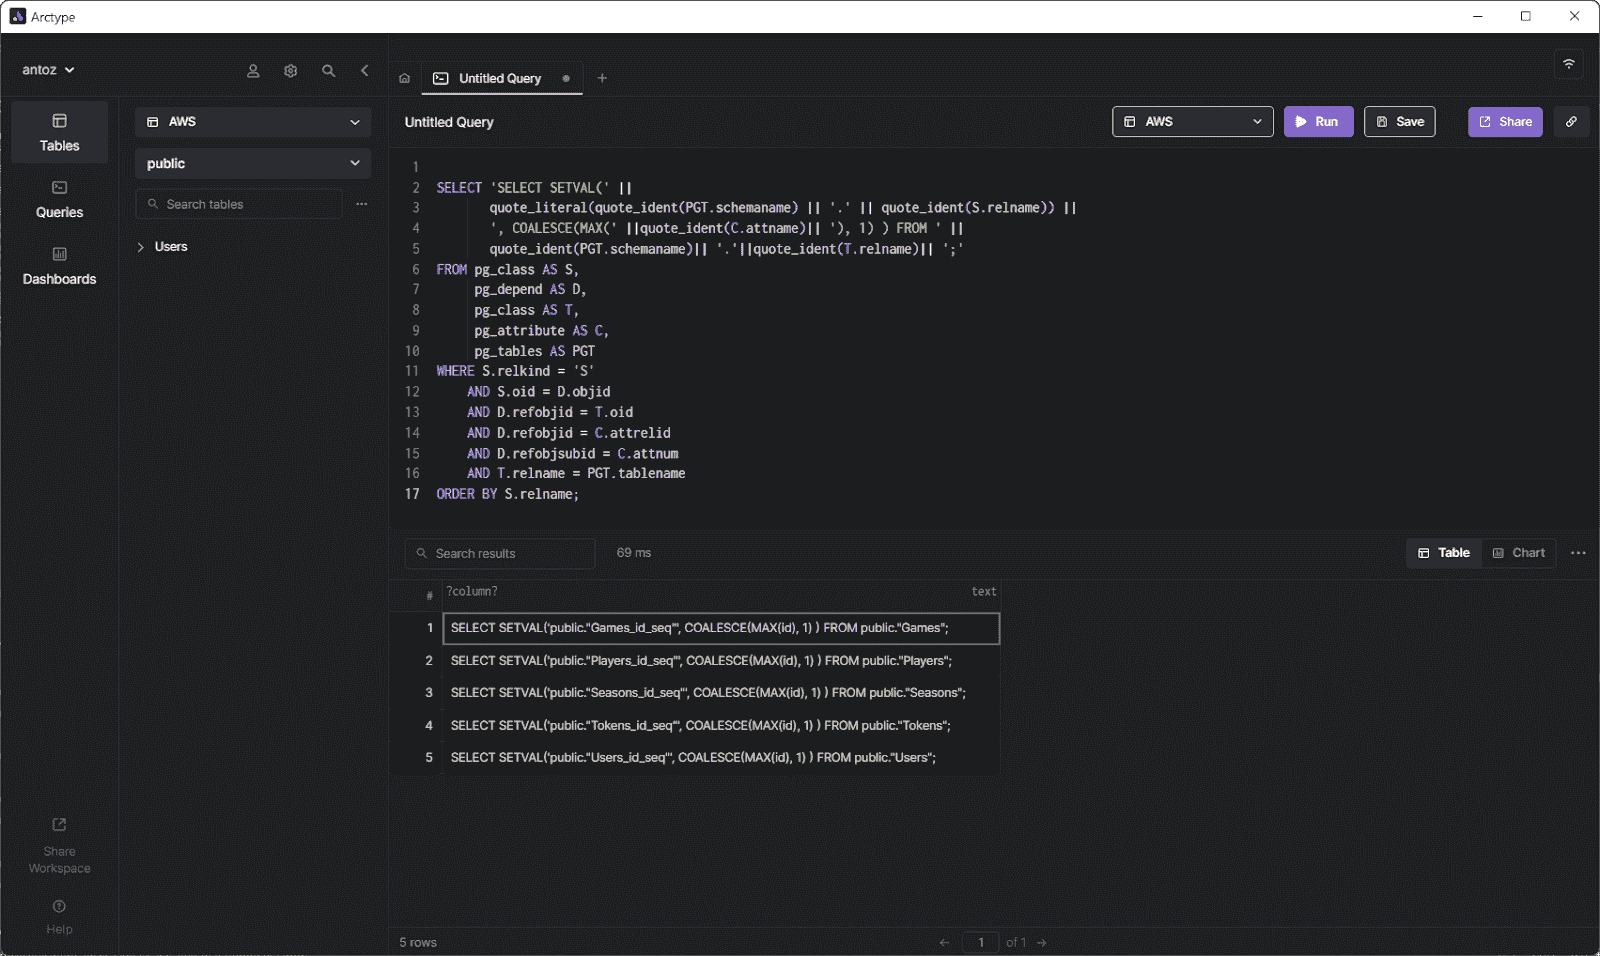 Arctype
antoz
Untitled Query
Tables
Queries
Dashboards
AWS
public
Search tables
Users
Untitled Query
AWS
Run
Save
Share
1
2 SELECT 'SELECT SETVAL(' ||
3 quote_literal(quote_ident(PGT.schemaname) || '.' || quote_ident(S.relname)) ||
4 ', COALESCE(MAX(' ||quote_ident(C.attname)|| '), 1) ) FROM ' ||
5 quote_ident(PGT.schemaname)|| '.'||quote_ident(T.relname)|| ';'
6 FROM pg_class AS S,
7 pg_depend AS D,
8 pg_class AS T,
9 pg_attribute AS C,
10 pg_tables AS PGT
11 WHERE S.relkind = 'S'
12 AND S.oid = D.objid
13 AND D.refobjid = T.oid
14 AND D.refobjid = C.attrelid
15 AND D.refobjsubid = C.attnum
16 AND T.relname = PGT.tablename
17 ORDER BY S.relname;
Search results
69 ms
Table
Chart
# ?column? text
1 SELECT SETVAL('public."Games_id_seq"', COALESCE(MAX(id), 1) ) FROM public."Games";
2 SELECT SETVAL('public."Players_id_seq"', COALESCE(MAX(id), 1) ) FROM public."Players";
3 SELECT SETVAL('public."Seasons_id_seq"', COALESCE(MAX(id), 1) ) FROM public."Seasons";
4 SELECT SETVAL('public."Tokens_id_seq"', COALESCE(MAX(id), 1) ) FROM public."Tokens";
5 SELECT SETVAL('public."Users_id_seq"', COALESCE(MAX(id), 1) ) FROM public."Users";
Share
Workspace
Help
5 rows
1 of 1